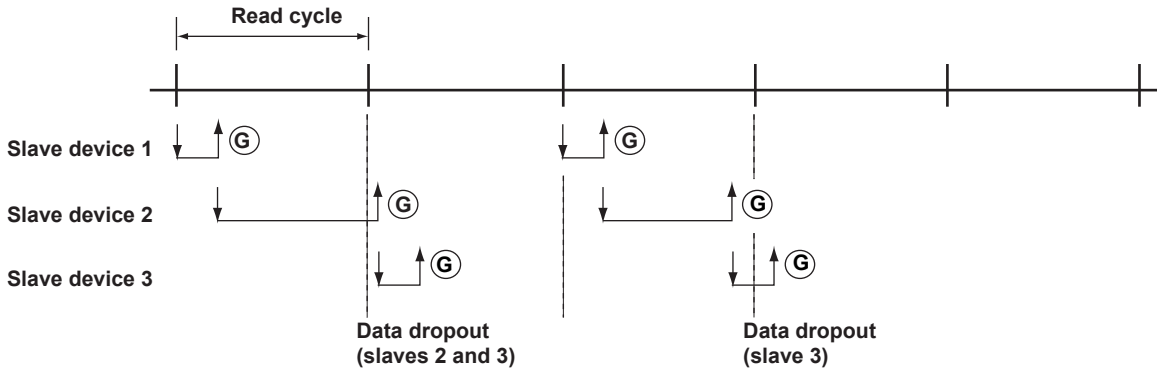 Read cycle
Slave device 1
G
G
Slave device 2
G
G
Slave device 3
G
G
Data dropout
(slaves 2 and 3)
Data dropout
(slave 3)